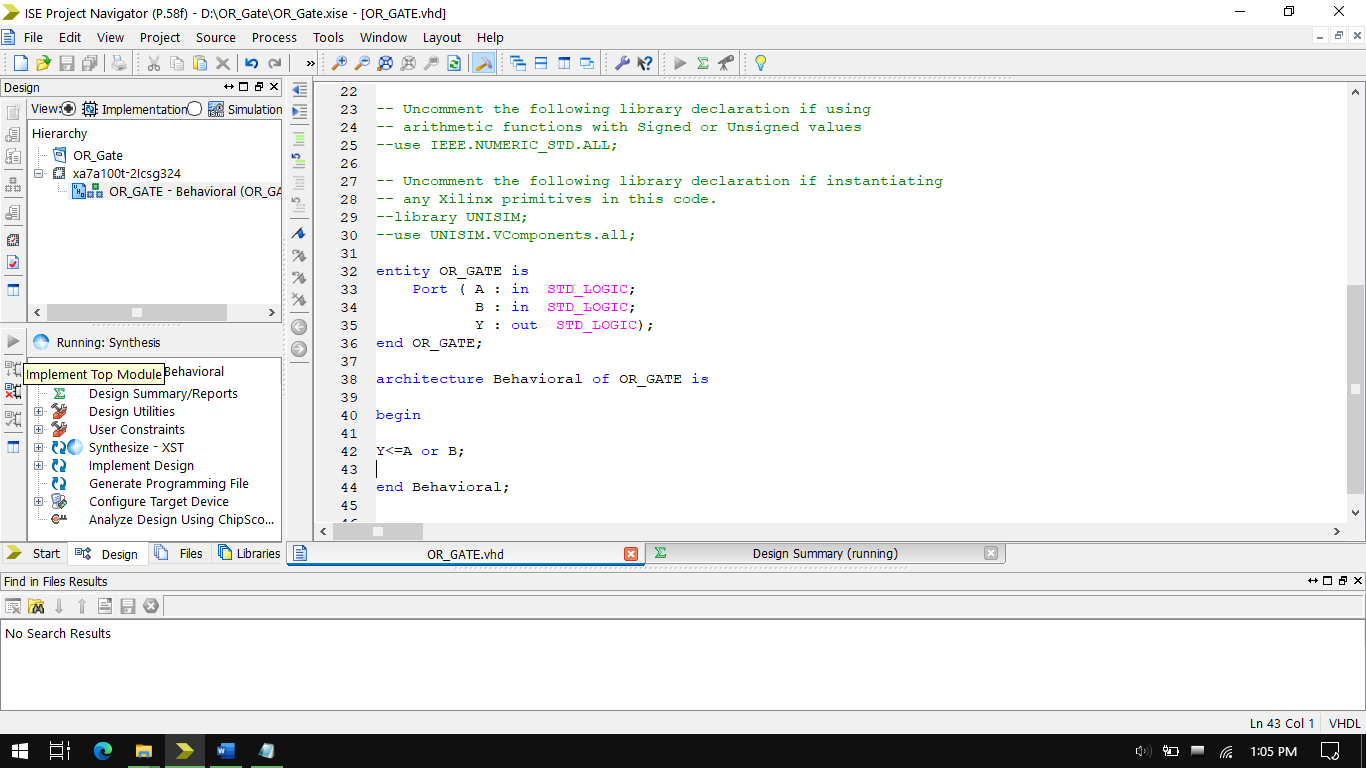 ISE Project Navigator (P.58f) - D:\OR_Gate\OR_Gate.xise - [OR_GATE.vhd]
File Edit View Project Source Process Tools Window Layout Help
Design
View: Implementation Simulation
Hierarchy
OR_Gate
xa7a100t-2Icsg324
OR_GATE - Behavioral (OR_GA
Running: Synthesis
Implement Top Module
Behavioral
Design Summary/Reports
Design Utilities
User Constraints
Synthesize - XST
Implement Design
Generate Programming File
Configure Target Device
Analyze Design Using ChipSco...
Start Design Files Libraries
22
23 -- Uncomment the following library declaration if using
24 -- arithmetic functions with Signed or Unsigned values
25 --use IEEE.NUMERIC_STD.ALL;
26
27 -- Uncomment the following library declaration if instantiating
28 -- any Xilinx primitives in this code.
29 --library UNISIM;
30 --use UNISIM.VComponents.all;
31
32 entity OR_GATE is
33 Port ( A : in STD_LOGIC;
34 B : in STD_LOGIC;
35 Y : out STD_LOGIC);
36 end OR_GATE;
37
38 architecture Behavioral of OR_GATE is
39
40 begin
41
42 Y<=A or B;
43
44 end Behavioral;
45
OR_GATE.vhd
Design Summary (running)
Find in Files Results
No Search Results
Ln 43 Col 1 VHDL
1:05 PM